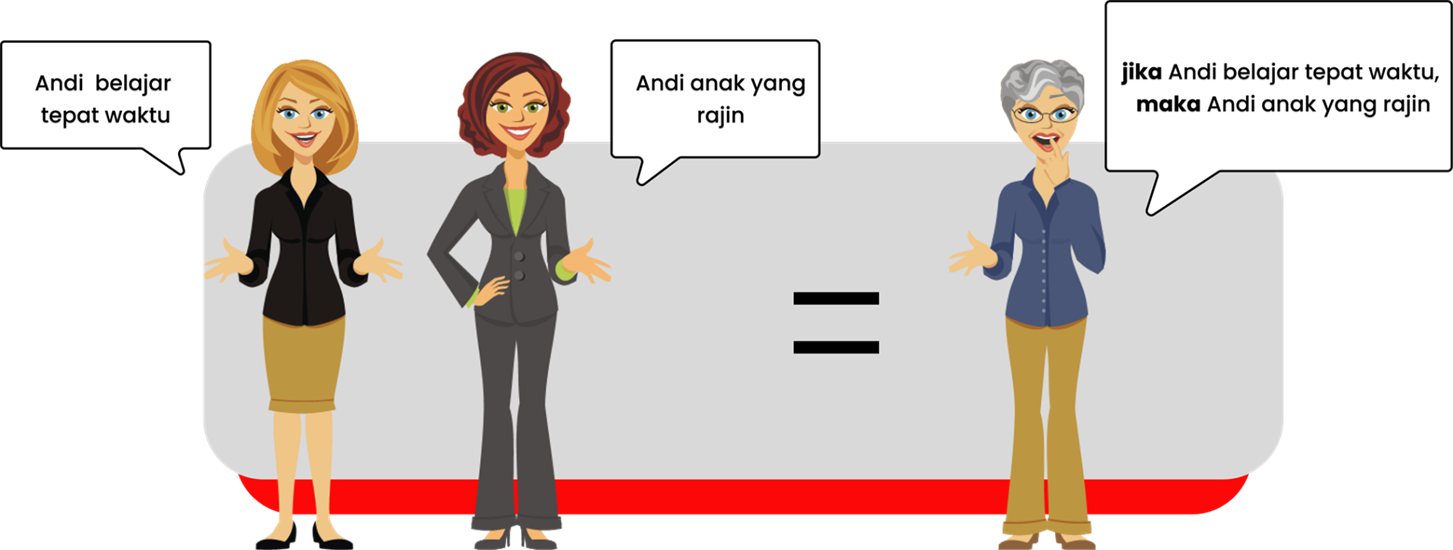 Andi belajar
tepat waktu
Andi anak yang
rajin
jika Andi belajar tepat waktu,
maka Andi anak yang rajin